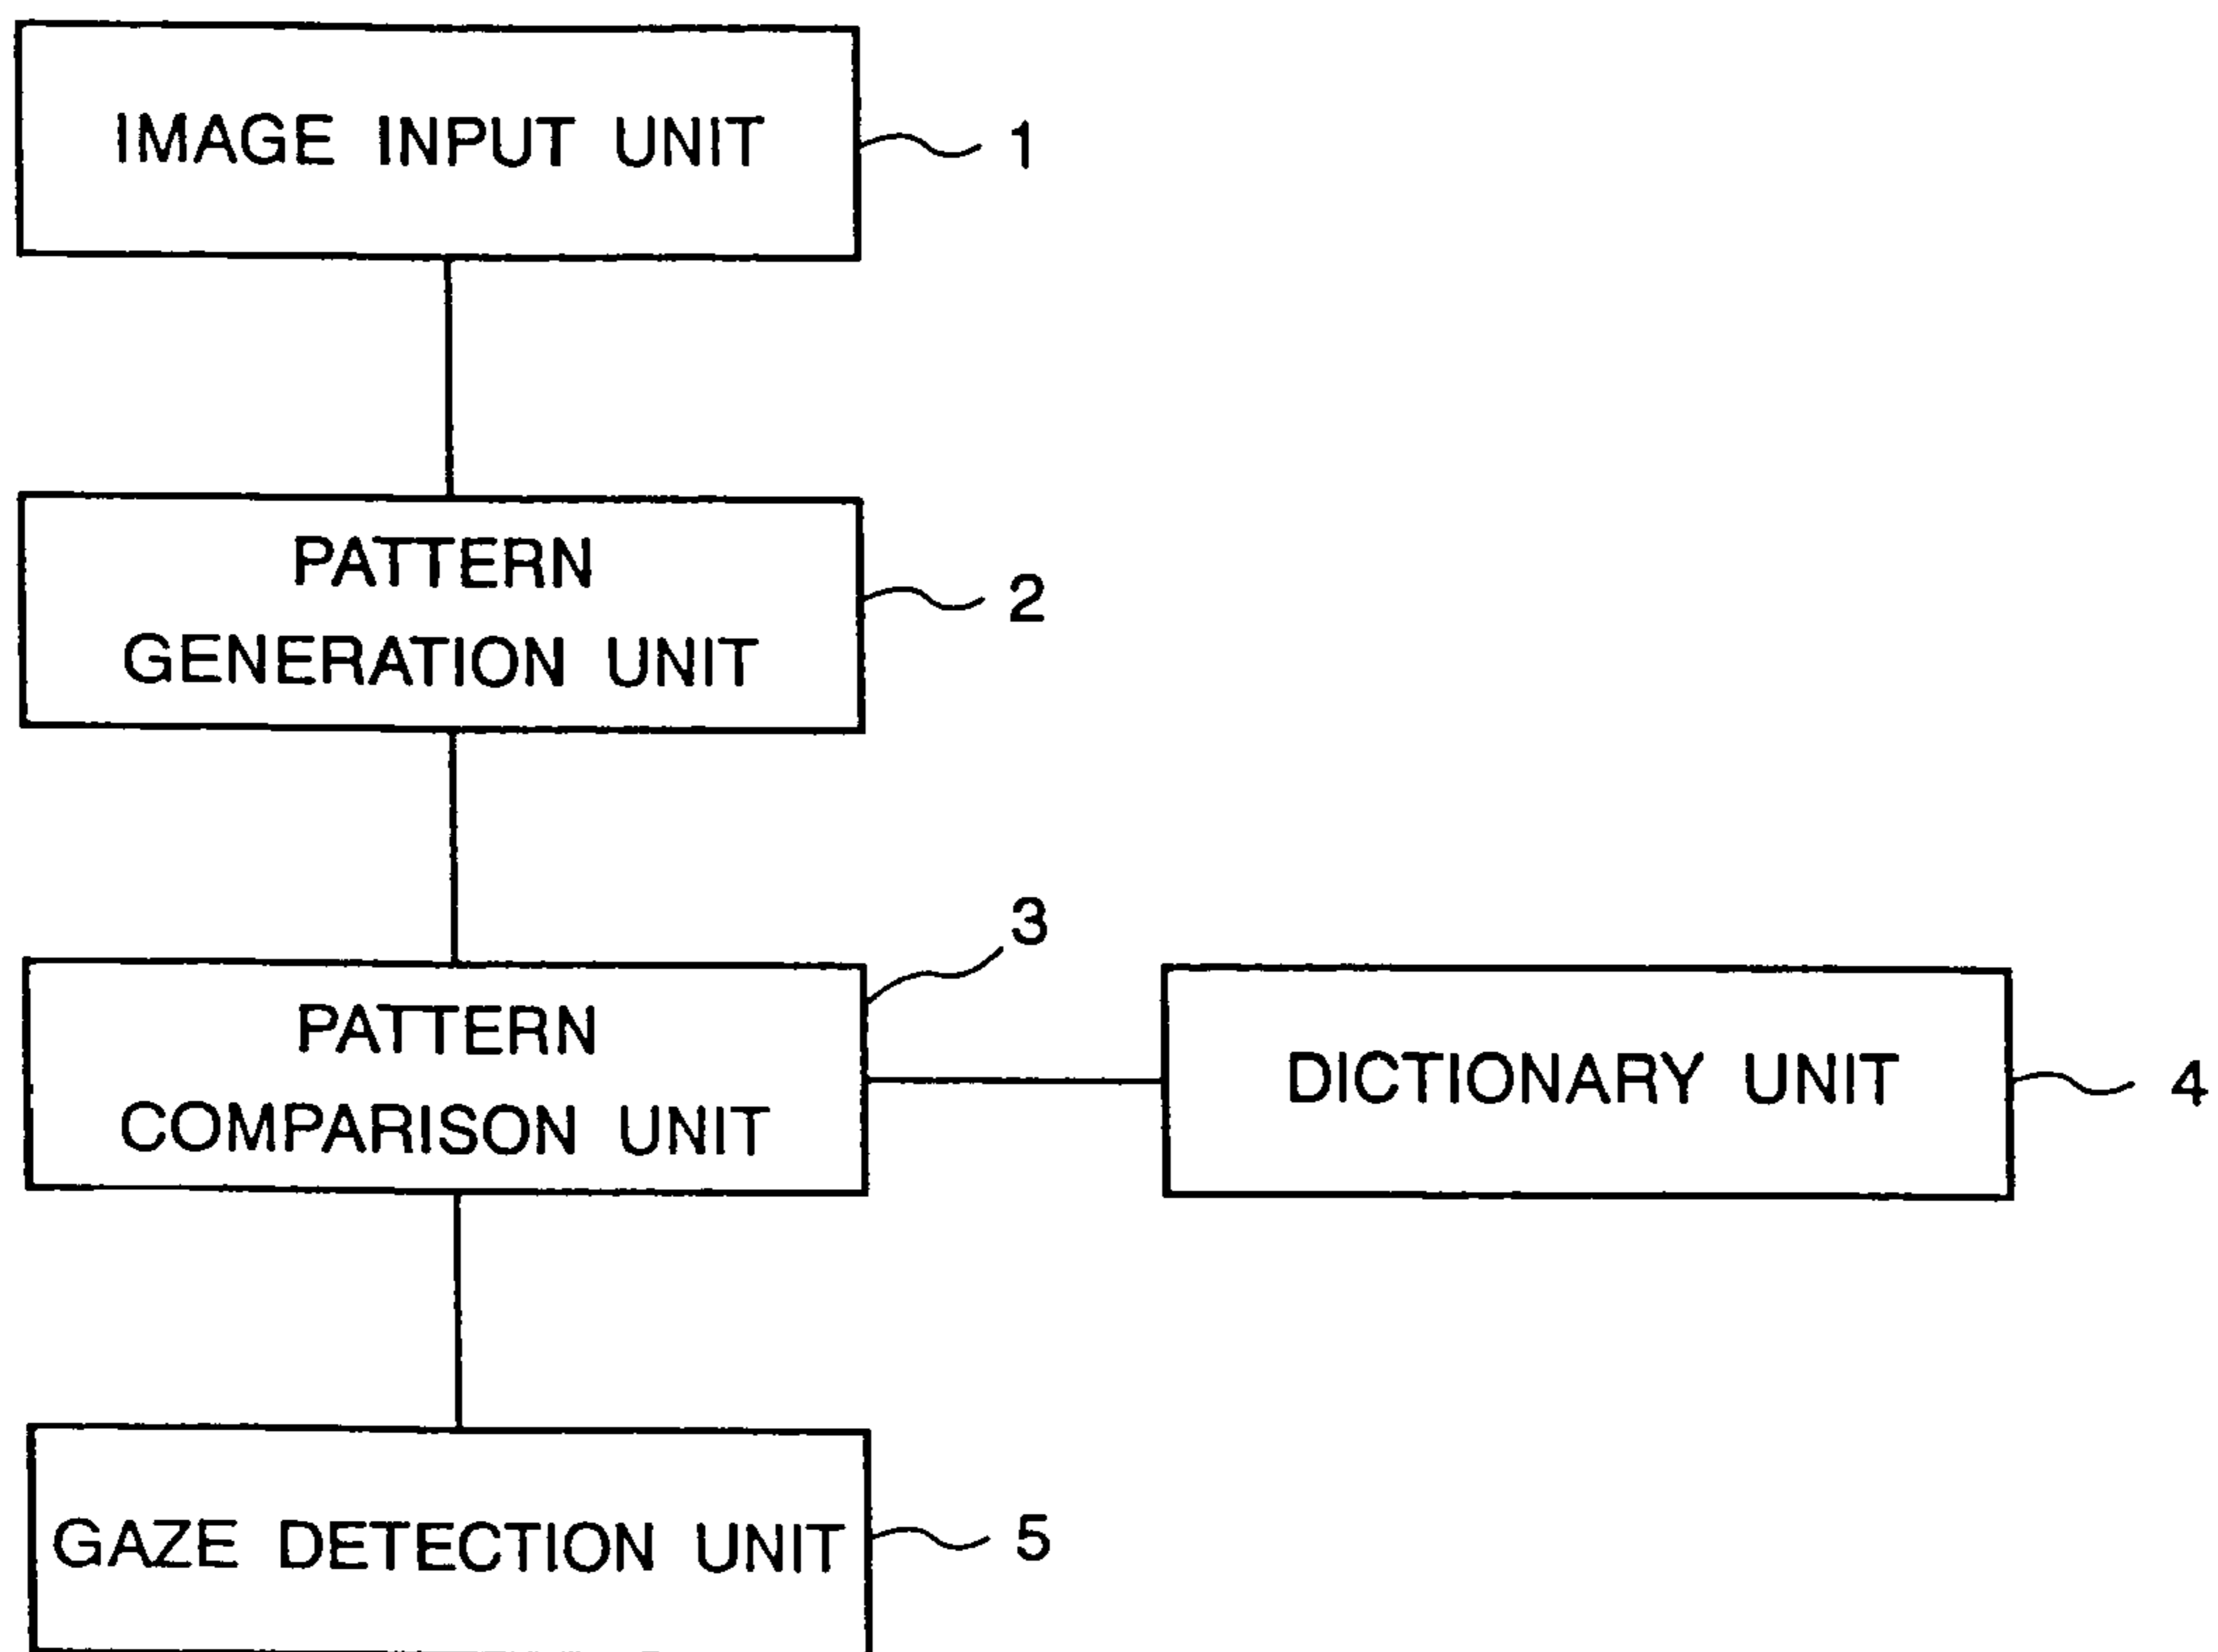 IMAGE INPUT UNIT
1
PATTERN
GENERATION UNIT
2
3
PATTERN
COMPARISON UNIT
DICTIONARY UNIT
4
GAZE DETECTION UNIT
5